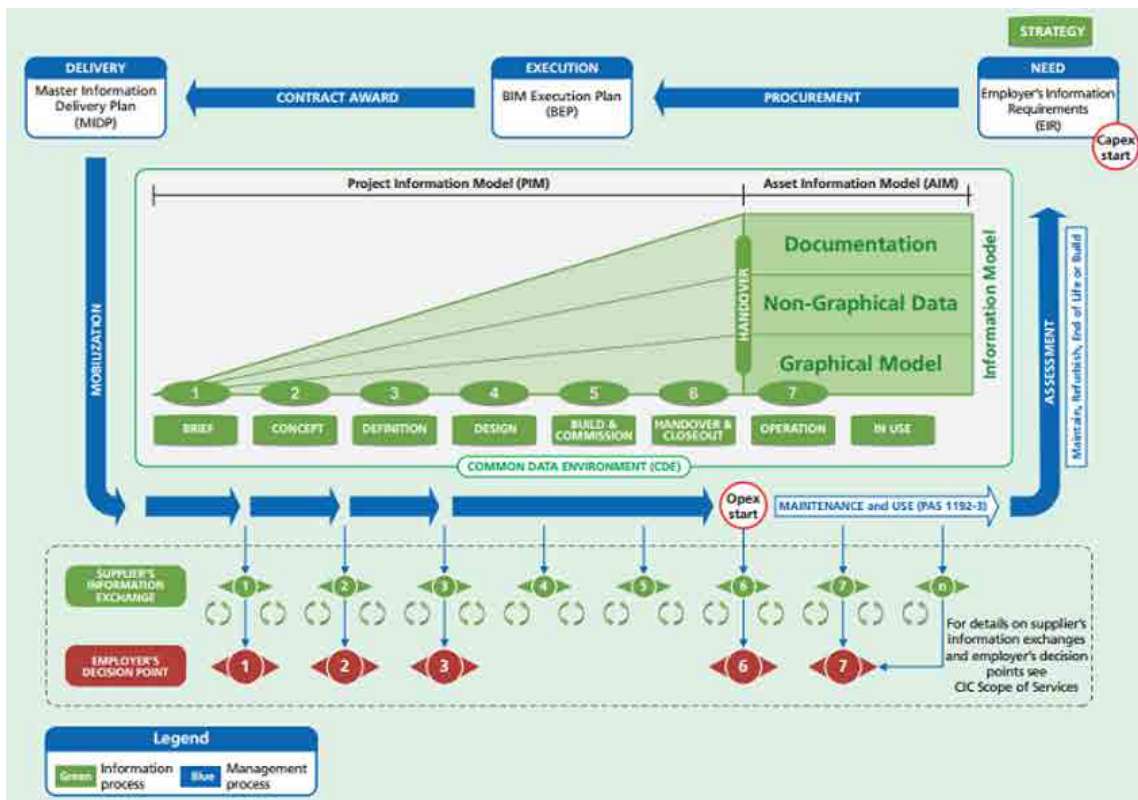 STRATEGY
DELIVERY
Master Information
Delivery Plan
(MIDP)
CONTRACT AWARD
EXECUTION
BIM Execution Plan
(BEP)
PROCUREMENT
NEED
Employer's Information
Requirements
(EIR)
Capex
start
Project Information Model (PIM)
Asset Information Model (AIM)
MOBILIZATION
HANDOVER
Documentation
Non-Graphical Data
Graphical Model
Information Model
ASSESSMENT
Maintain, Refurbish, End of Life or Build
1
2
3
4
5
6
7
BRIEF
CONCEPT
DEFINITION
DESIGN
BUILD &
COMMISSION
HANDOVER &
CLOSEOUT
OPERATION
IN USE
COMMON DATA ENVIRONMENT (CDE)
Opex
start
MAINTENANCE and USE (PAS 1192-3)
SUPPLIER'S
INFORMATION
EXCHANGE
1
2
3
4
5
6
7
n
EMPLOYER'S
DECISION POINT
1
2
3
6
7
For details on supplier's
information exchanges
and employer's decision
points see
CIC Scope of Services
Legend
Green
Information
process
Blue
Management
process